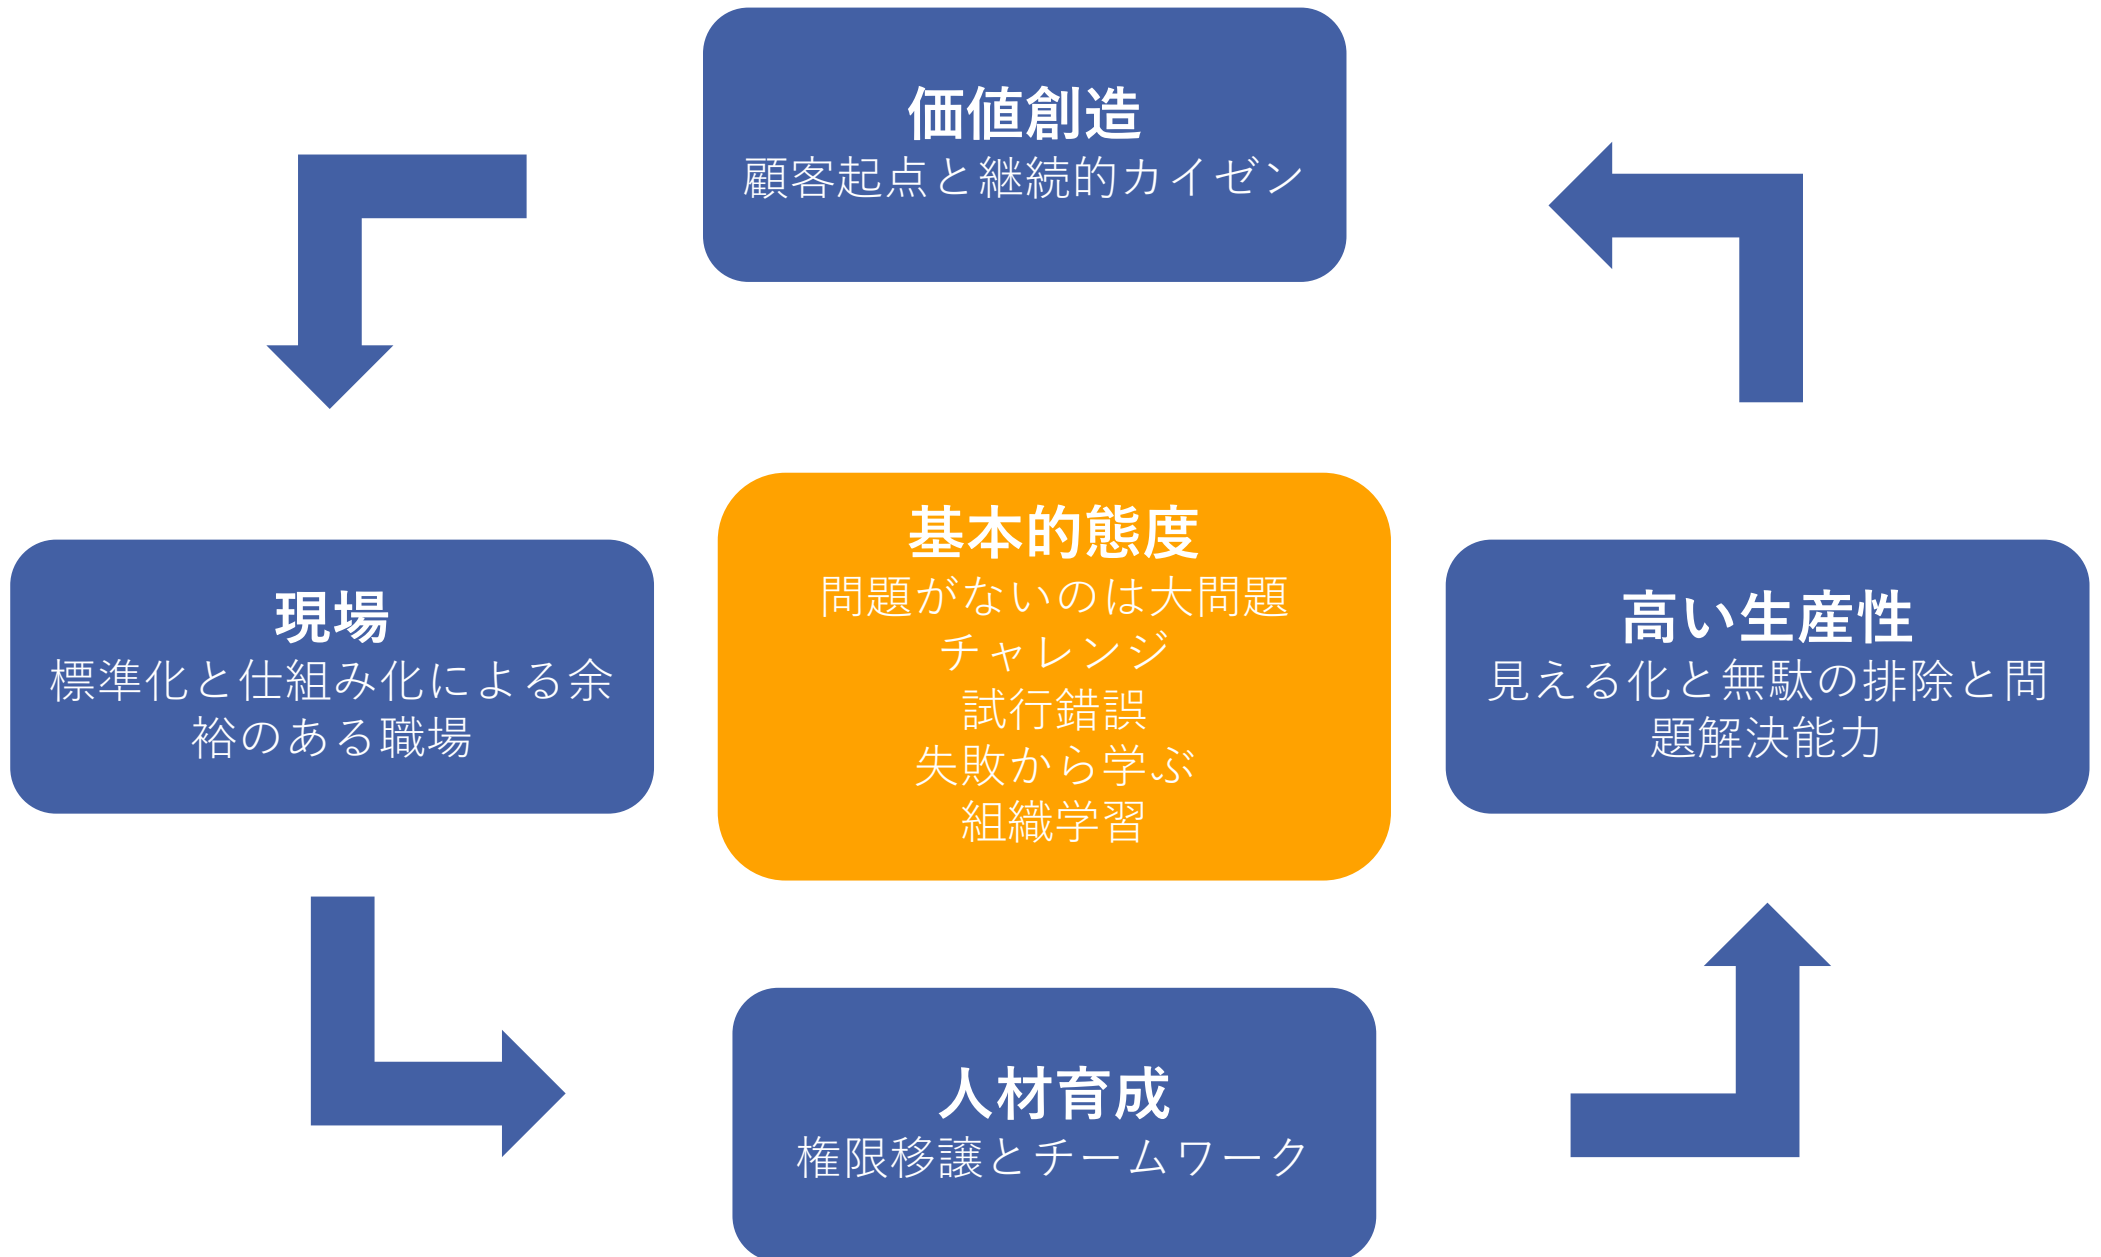 価値創造
顧客起点と継続的カイゼン
基本的態度
問題がないのは大問題
チャレンジ
試行錯誤
失敗から学ぶ
組織学習
現場
標準化と仕組み化による余
裕のある職場
高い生産性
見える化と無駄の排除と問
題解決能力
人材育成
権限移譲とチームワーク